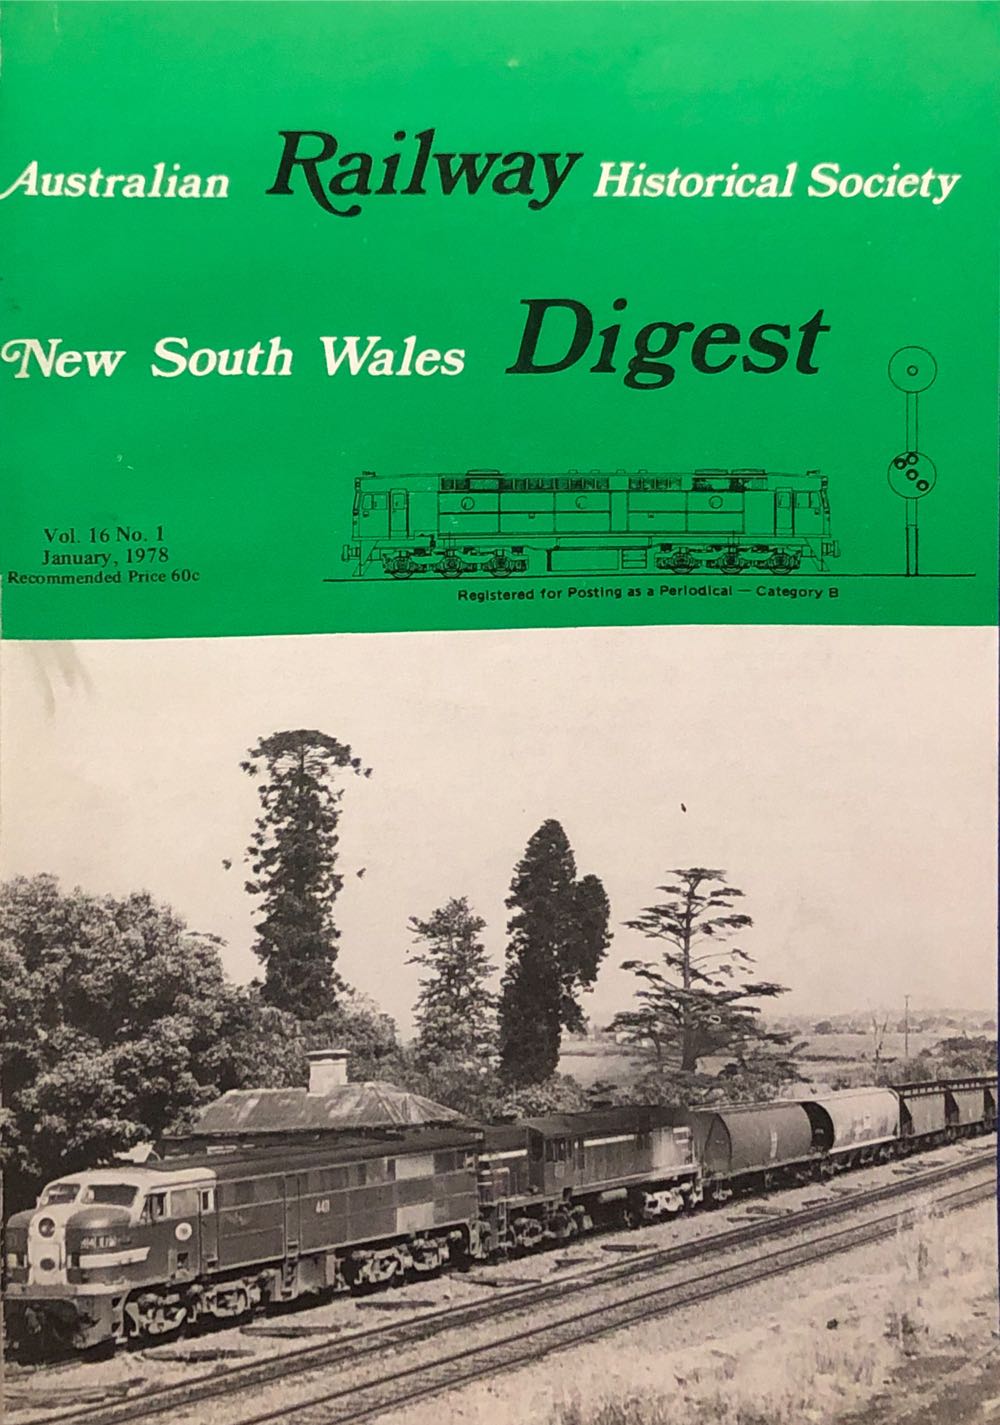 Australian Railway Historical Society
New South Wales Digest
Vol. 16 No. 1
January, 1978
Recommended Price 60c
Registered for Posting as a Periodical — Category B